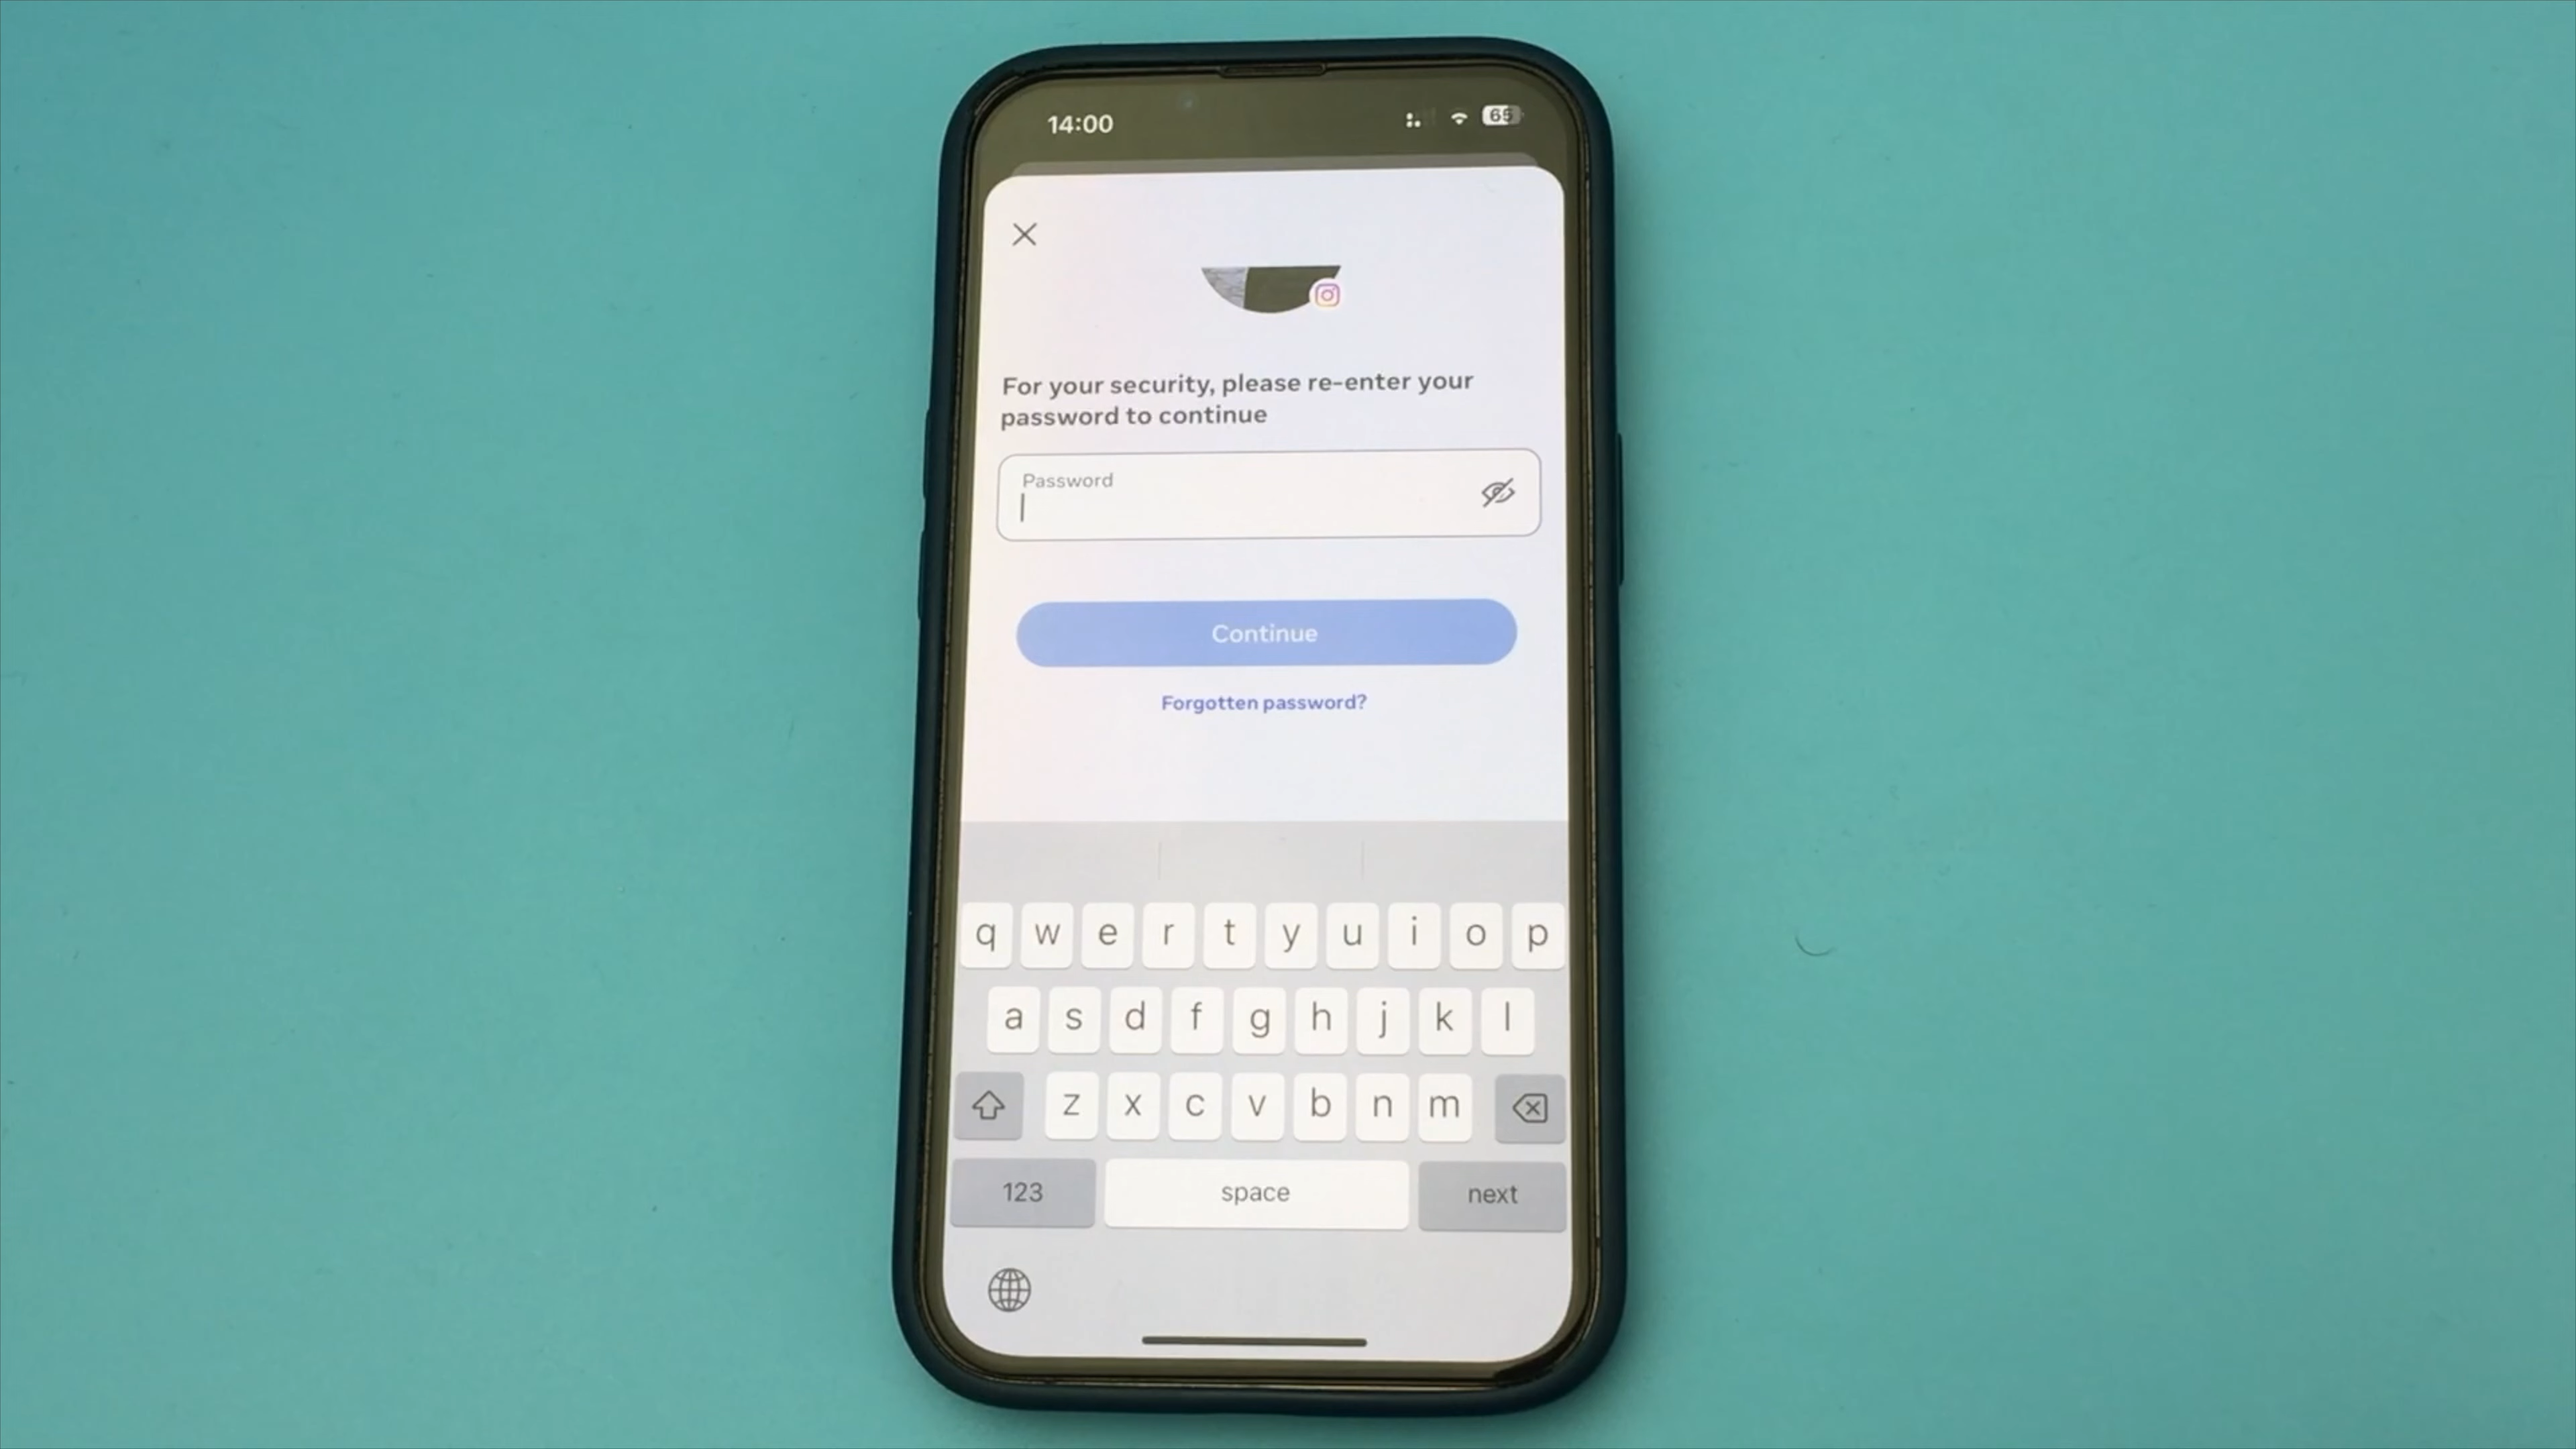 14:00
65
For your security, please re-enter your
password to continue
Password
Continue
Forgotten password?
q w e r t y u i o p
a s d f g h j k l
z x c v b n m
123 space next